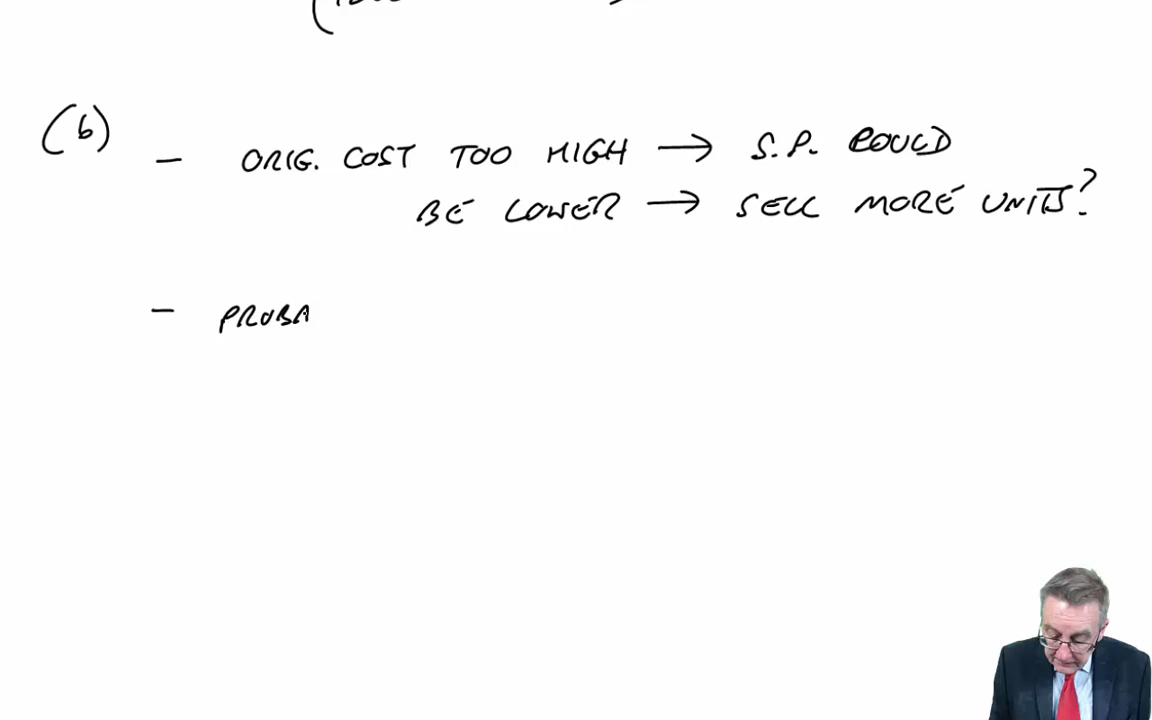 (b)
- ORIG. COST TOO HIGH → S.P. COULD
BE LOWER → SELL MORE UNITS?
- PROBA